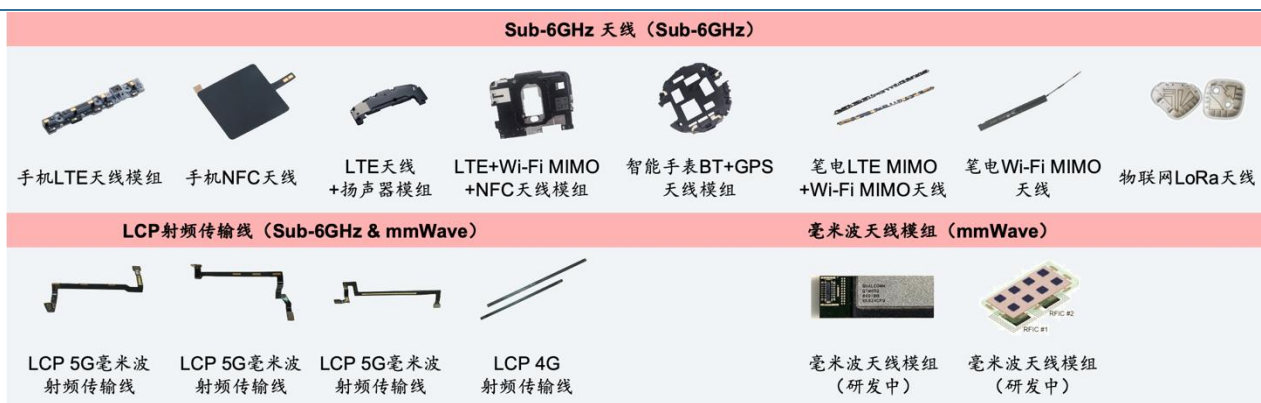 Sub-6GHz 天线（Sub-6GHz）
手机LTE天线模组
手机NFC天线
LTE天线
+扬声器模组
LTE+Wi-Fi MIMO
+NFC天线模组
智能手表BT+GPS
天线模组
笔电LTE MIMO
+Wi-Fi MIMO天线
笔电Wi-Fi MIMO
天线
物联网LoRa天线
LCP射频传输线（Sub-6GHz & mmWave）
毫米波天线模组（mmWave）
QUALCOMM
RFIC #2
RFIC #1
LCP 5G毫米波
射频传输线
LCP 5G毫米波
射频传输线
LCP 5G毫米波
射频传输线
LCP 4G
射频传输线
毫米波天线模组
（研发中）
毫米波天线模组
（研发中）